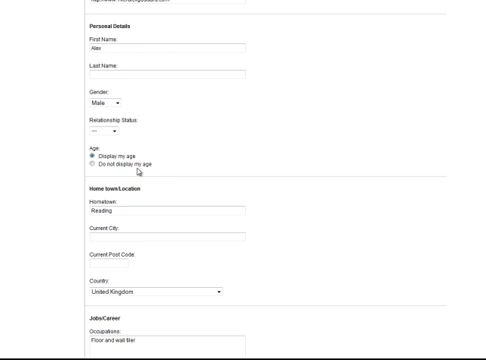 Personal Details
First Name:
Alex
Last Name:
Gender:
Male
Relationship Status:
---
Age:
Display my age
Do not display my age
Home town/Location
Hometown:
Reading
Current City:
Current Post Code:
Country:
United Kingdom
Jobs/Career
Occupations:
Floor and wall tiler